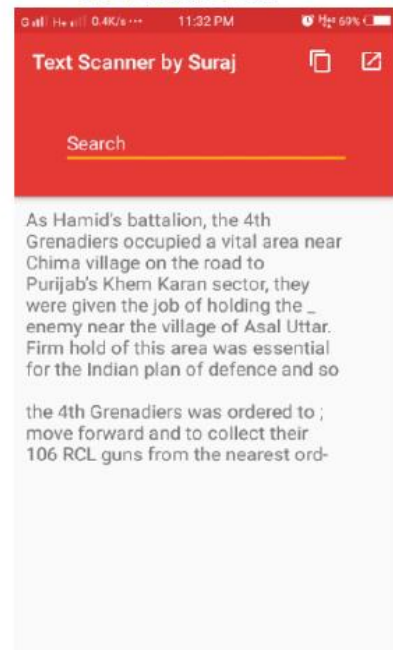 0.4K/s ··· 11:32 PM 69%
Text Scanner by Suraj
Search
As Hamid's battalion, the 4th
Grenadiers occupied a vital area near
Chima village on the road to
Purijab's Khem Karan sector, they
were given the job of holding the _
enemy near the village of Asal Uttar.
Firm hold of this area was essential
for the Indian plan of defence and so
the 4th Grenadiers was ordered to ;
move forward and to collect their
106 RCL guns from the nearest ord-